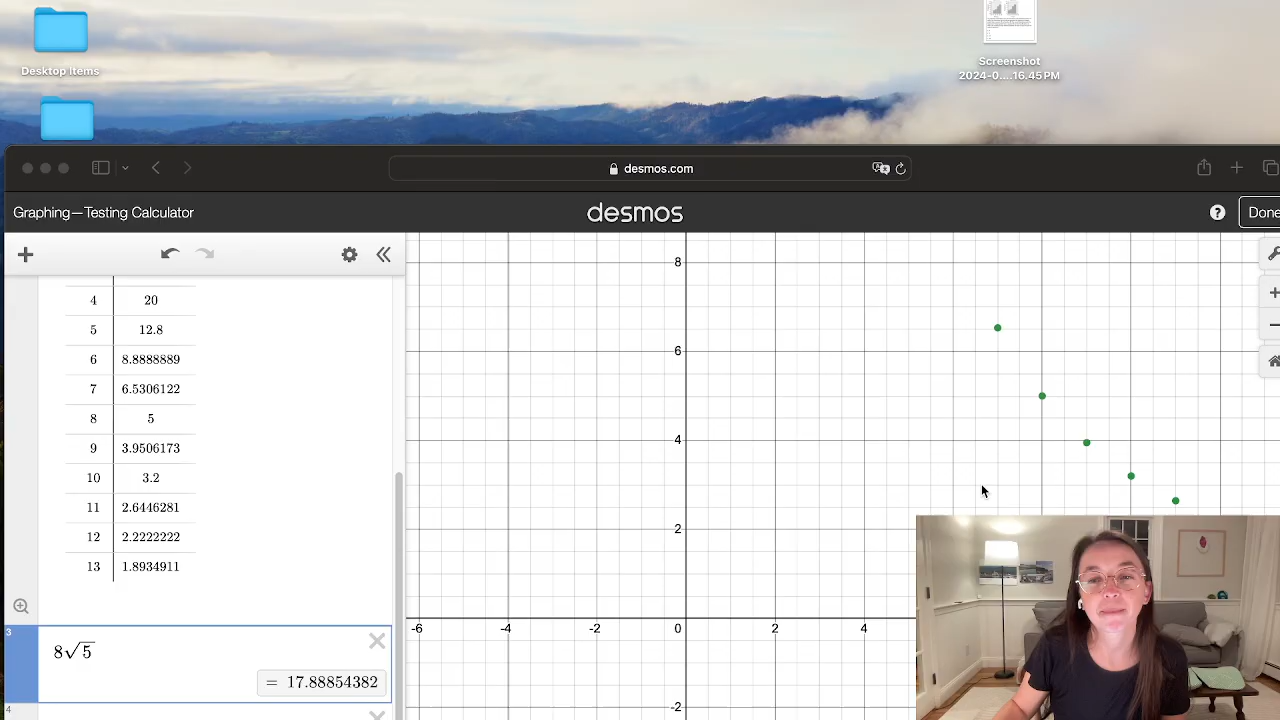 Desktop Items
Screenshot
2024-0....16.45 PM
desmos.com
Graphing—Testing Calculator
desmos
?
Done
4 20
5 12.8
6 8.8888889
7 6.5306122
8 5
9 3.9506173
10 3.2
11 2.6446281
12 2.2222222
13 1.8934911
3
8√5
= 17.88854382
4
8
6
4
2
-6 -4 -2 0 2 4
-2